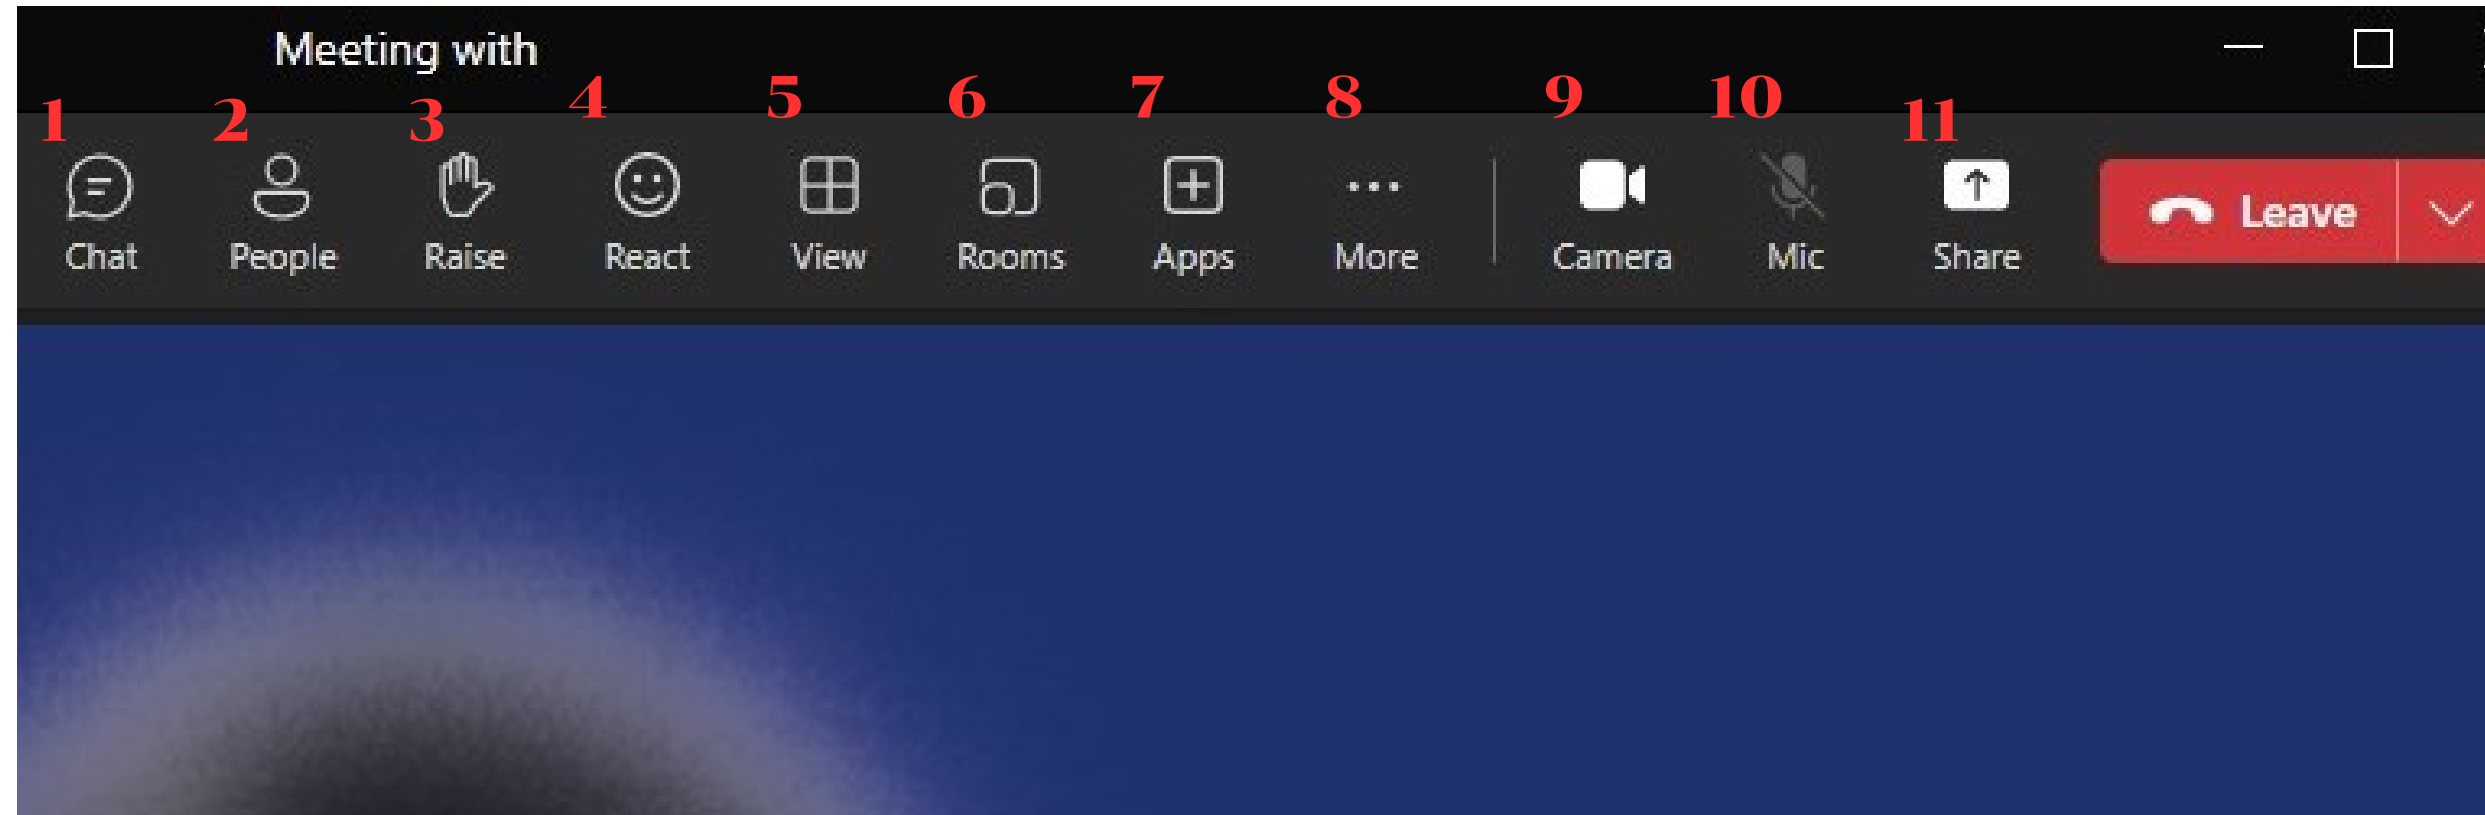 Meeting with
1 2 3 4 5 6 7 8 9 10 11
Chat People Raise React View Rooms Apps More Camera Mic Share Leave